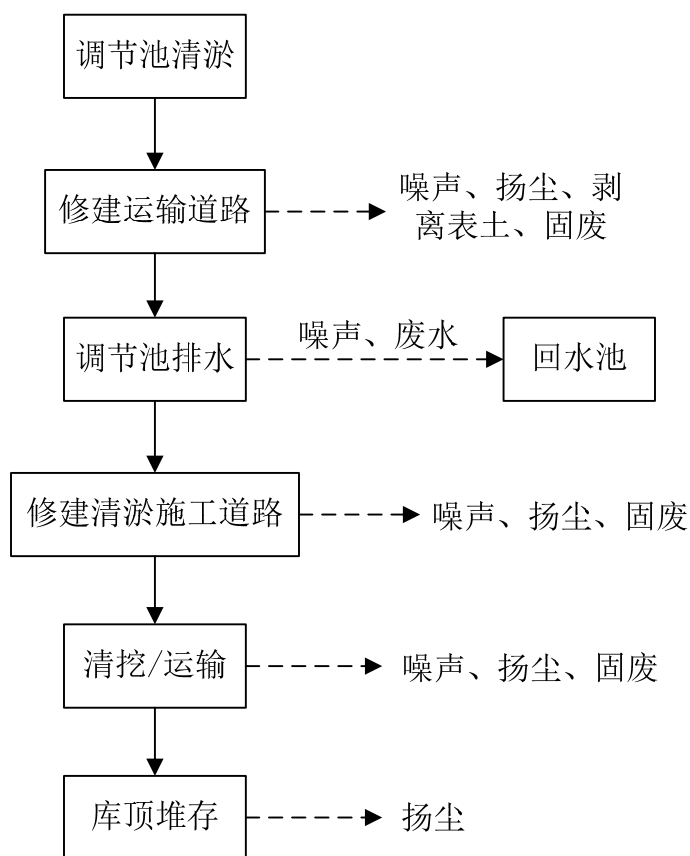 调节池清淤
修建运输道路
噪声、扬尘、剥
离表土、固废
调节池排水
噪声、废水
回水池
修建清淤施工道路
噪声、扬尘、固废
清挖/运输
噪声、扬尘、固废
库顶堆存
扬尘